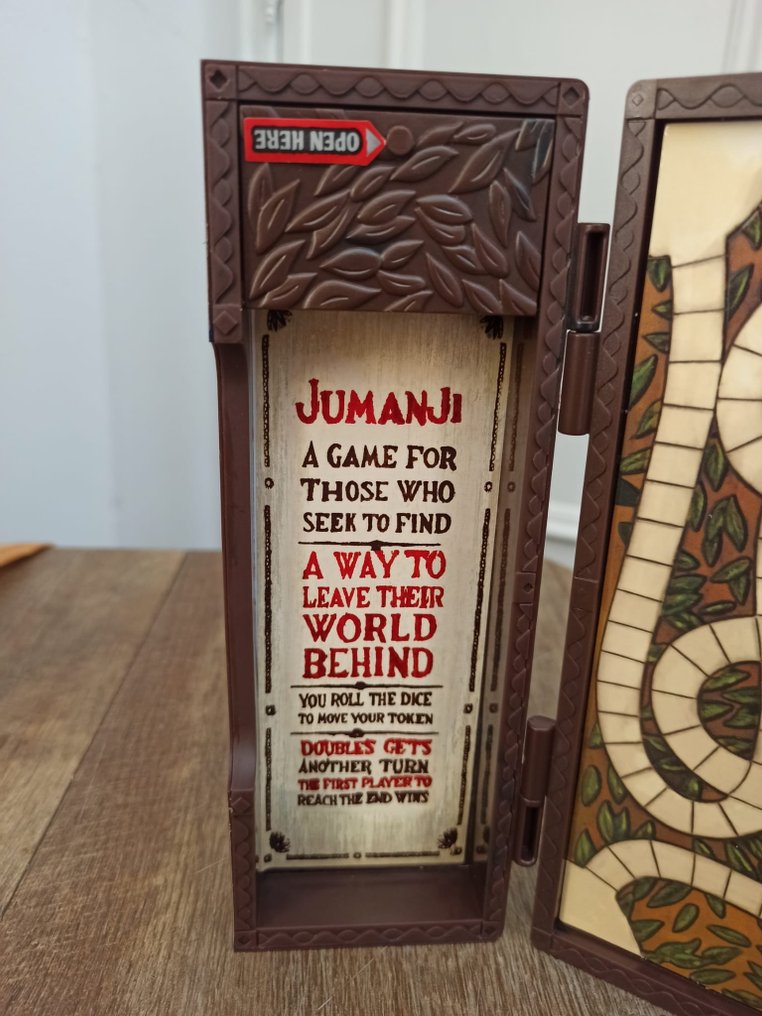 OPEN HERE
JUMANJI
A GAME FOR
THOSE WHO
SEEK TO FIND
A WAY TO
LEAVE THEIR
WORLD
BEHIND
YOU ROLL THE DICE
TO MOVE YOUR TOKEN
DOUBLES GETS
ANOTHER TURN
THE FIRST PLAYER TO
REACH THE END WINS